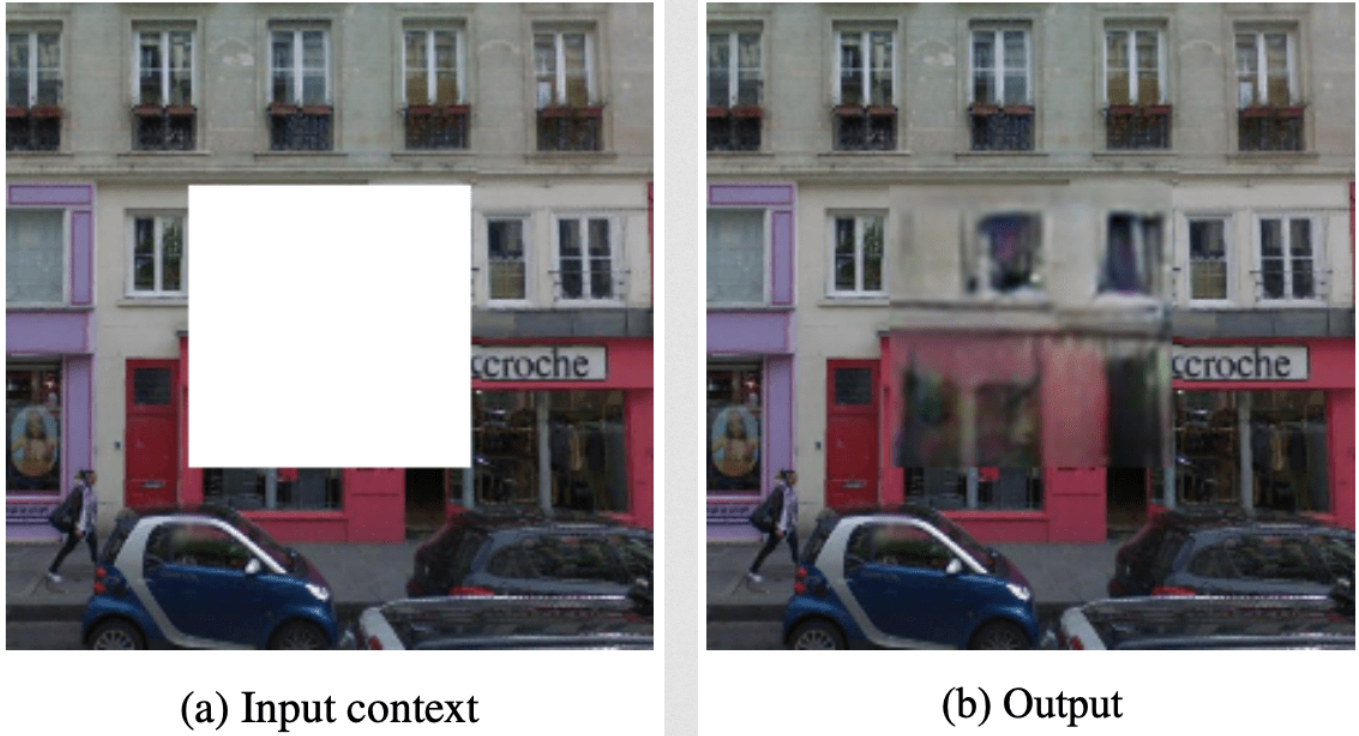 ccroche
ccroche
(a) Input context
(b) Output